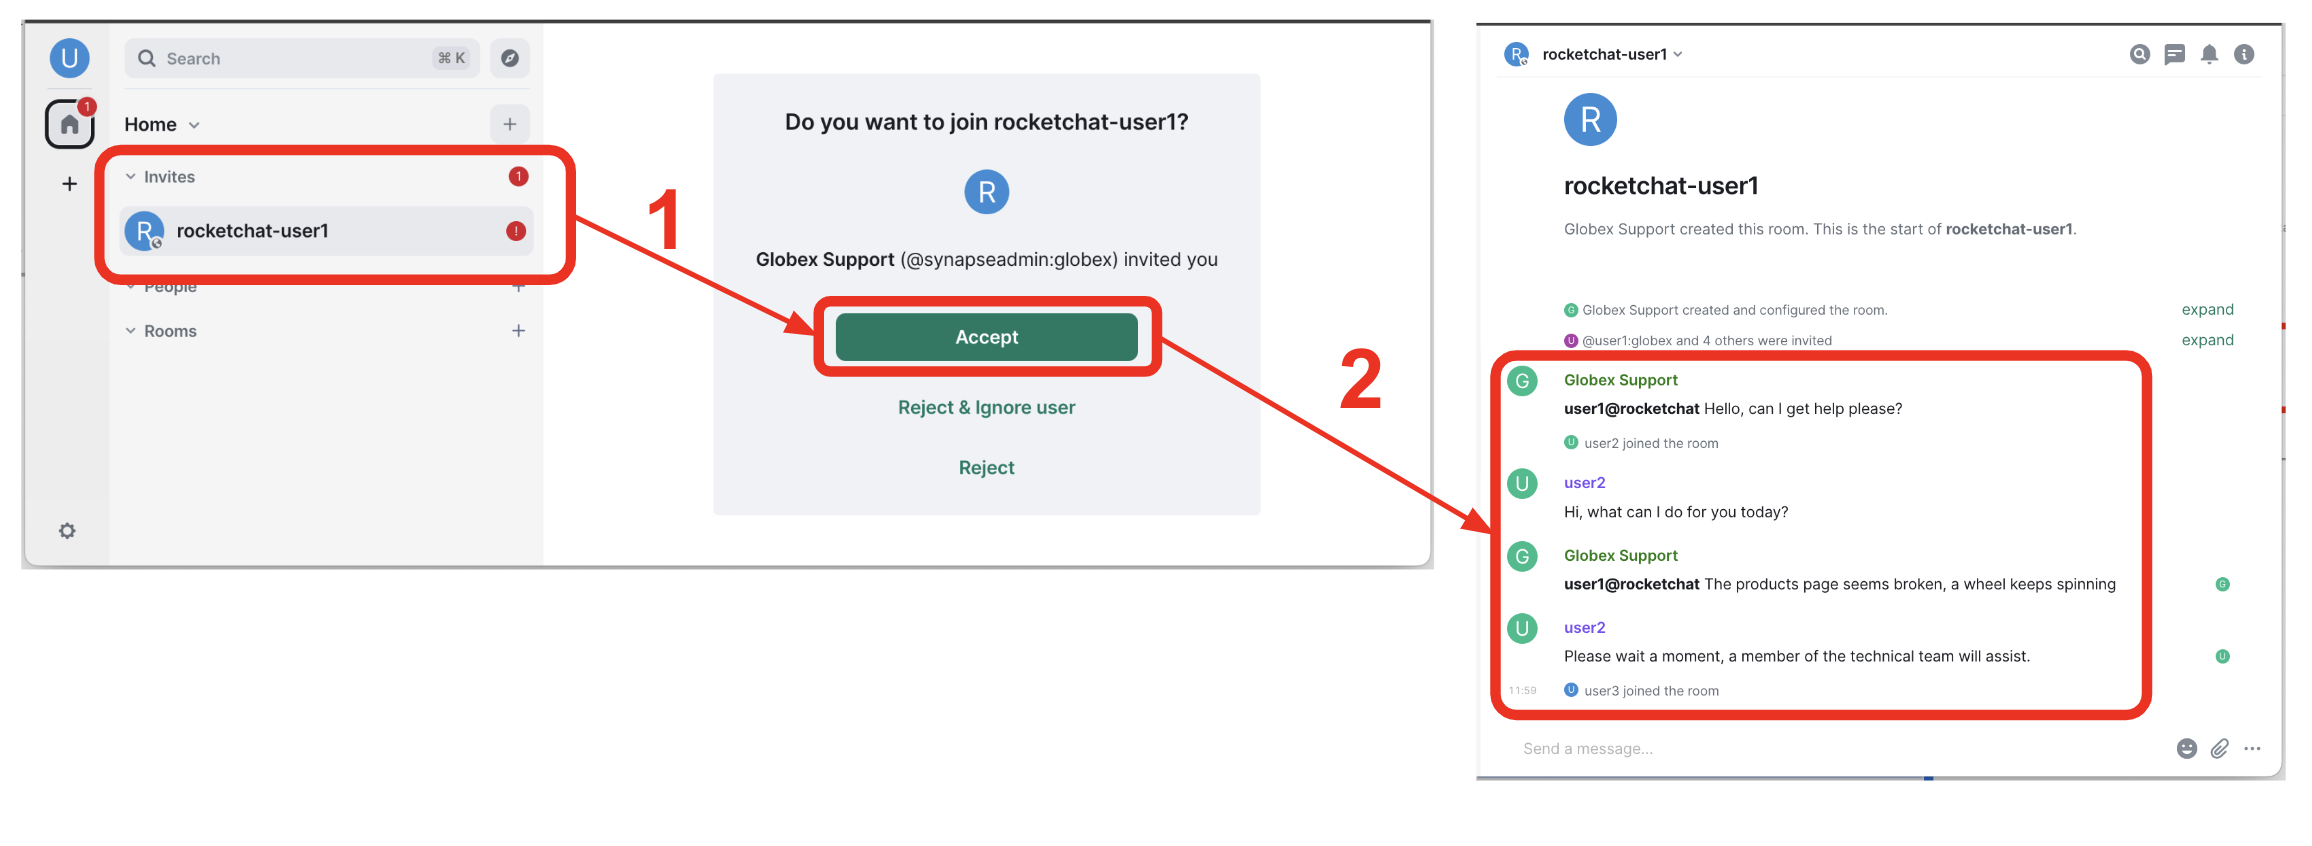 U
Search
⌘ K
1
Home
Invites
1
R
rocketchat-user1
!
People
Rooms
Do you want to join rocketchat-user1?
R
Globex Support (@synapseadmin:globex) invited you
Accept
Reject & Ignore user
Reject
1
2
R
rocketchat-user1
R
rocketchat-user1
Globex Support created this room. This is the start of rocketchat-user1.
G Globex Support created and configured the room. expand
U @user1:globex and 4 others were invited expand
G
Globex Support
user1@rocketchat Hello, can I get help please?
U user2 joined the room
U
user2
Hi, what can I do for you today?
G
Globex Support
user1@rocketchat The products page seems broken, a wheel keeps spinning
G
U
user2
Please wait a moment, a member of the technical team will assist.
U
11:59 U user3 joined the room
Send a message...